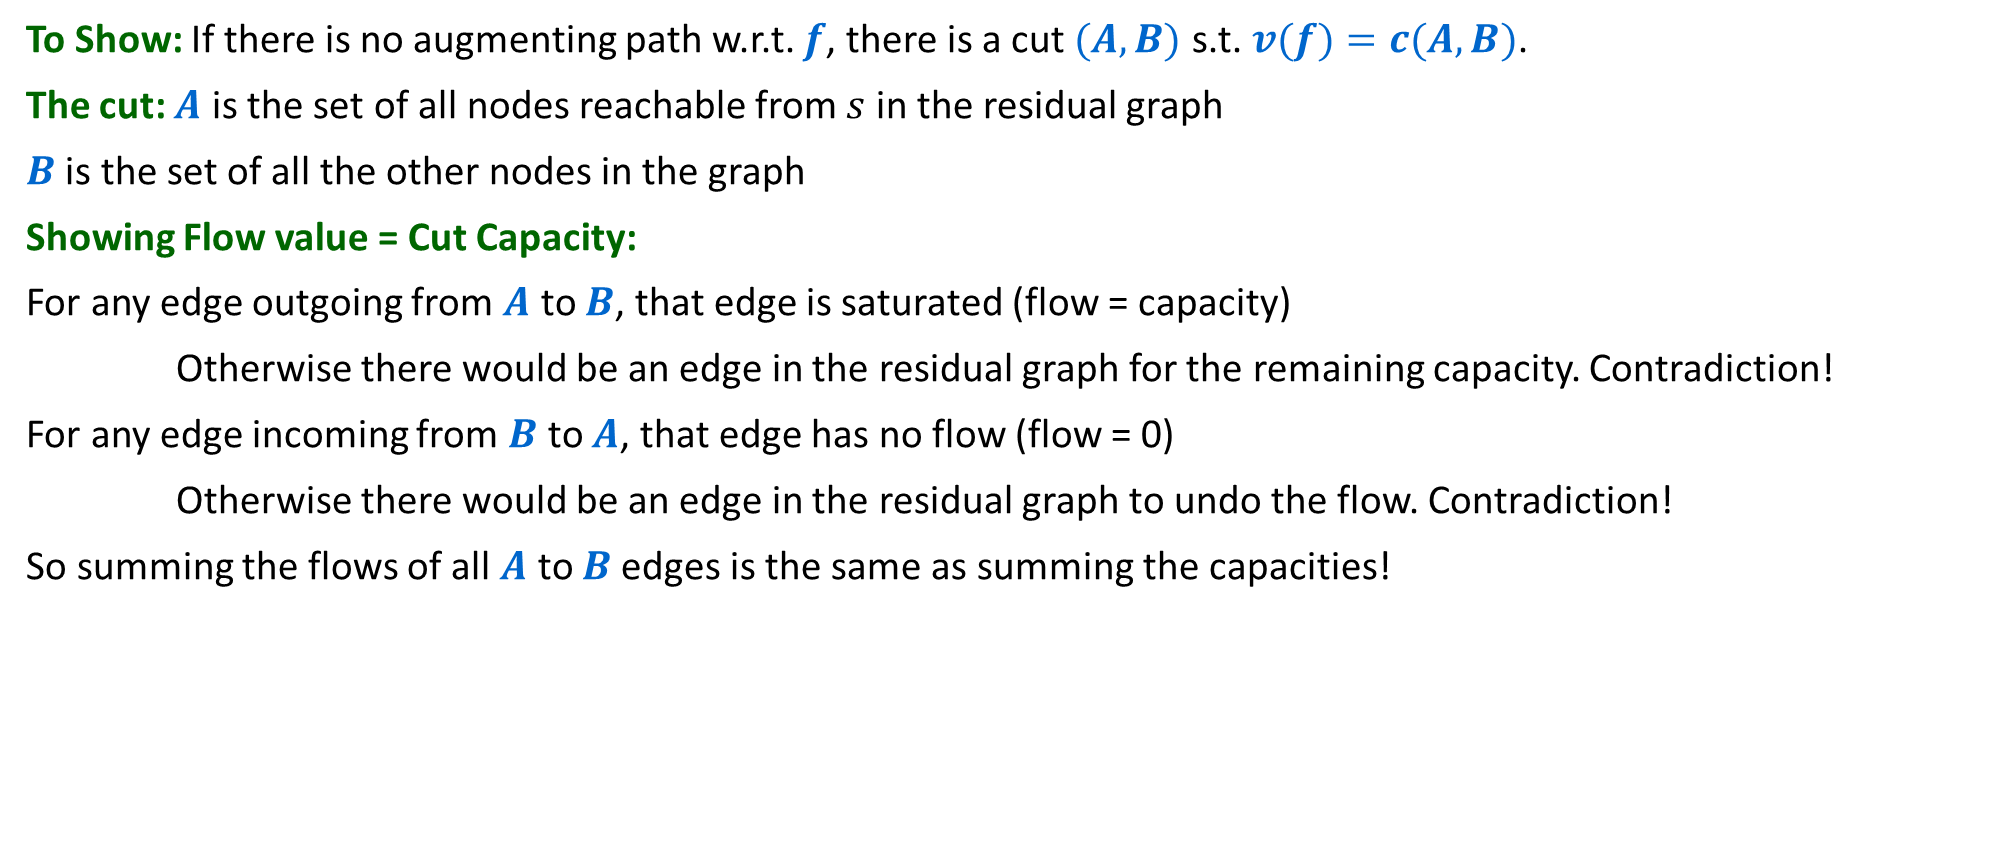 To Show: If there is no augmenting path w.r.t. f, there is a cut (A, B) s.t. v(f) = c(A, B).
The cut: A is the set of all nodes reachable from s in the residual graph
B is the set of all the other nodes in the graph
Showing Flow value = Cut Capacity:
For any edge outgoing from A to B, that edge is saturated (flow = capacity)
Otherwise there would be an edge in the residual graph for the remaining capacity. Contradiction!
For any edge incoming from B to A, that edge has no flow (flow = 0)
Otherwise there would be an edge in the residual graph to undo the flow. Contradiction!
So summing the flows of all A to B edges is the same as summing the capacities!